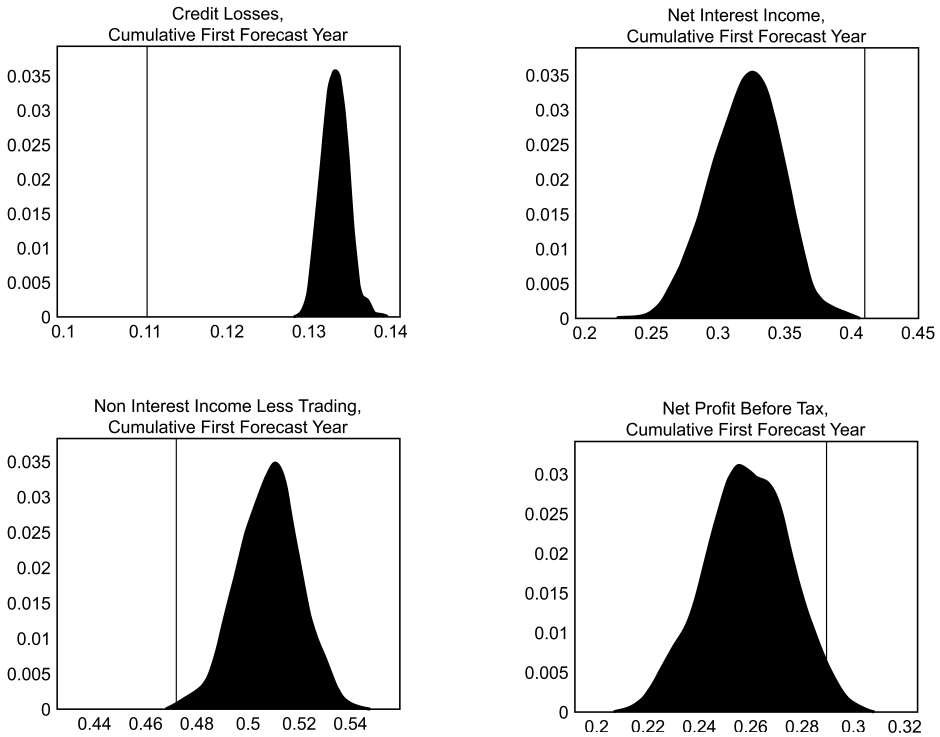 Credit Losses,
Cumulative First Forecast Year
0.035
0.03
0.025
0.02
0.015
0.01
0.005
0
0.1 0.11 0.12 0.13 0.14
Net Interest Income,
Cumulative First Forecast Year
0.035
0.03
0.025
0.02
0.015
0.01
0.005
0
0.2 0.25 0.3 0.35 0.4 0.45
Non Interest Income Less Trading,
Cumulative First Forecast Year
0.035
0.03
0.025
0.02
0.015
0.01
0.005
0
0.44 0.46 0.48 0.5 0.52 0.54
Net Profit Before Tax,
Cumulative First Forecast Year
0.03
0.025
0.02
0.015
0.01
0.005
0
0.2 0.22 0.24 0.26 0.28 0.3 0.32